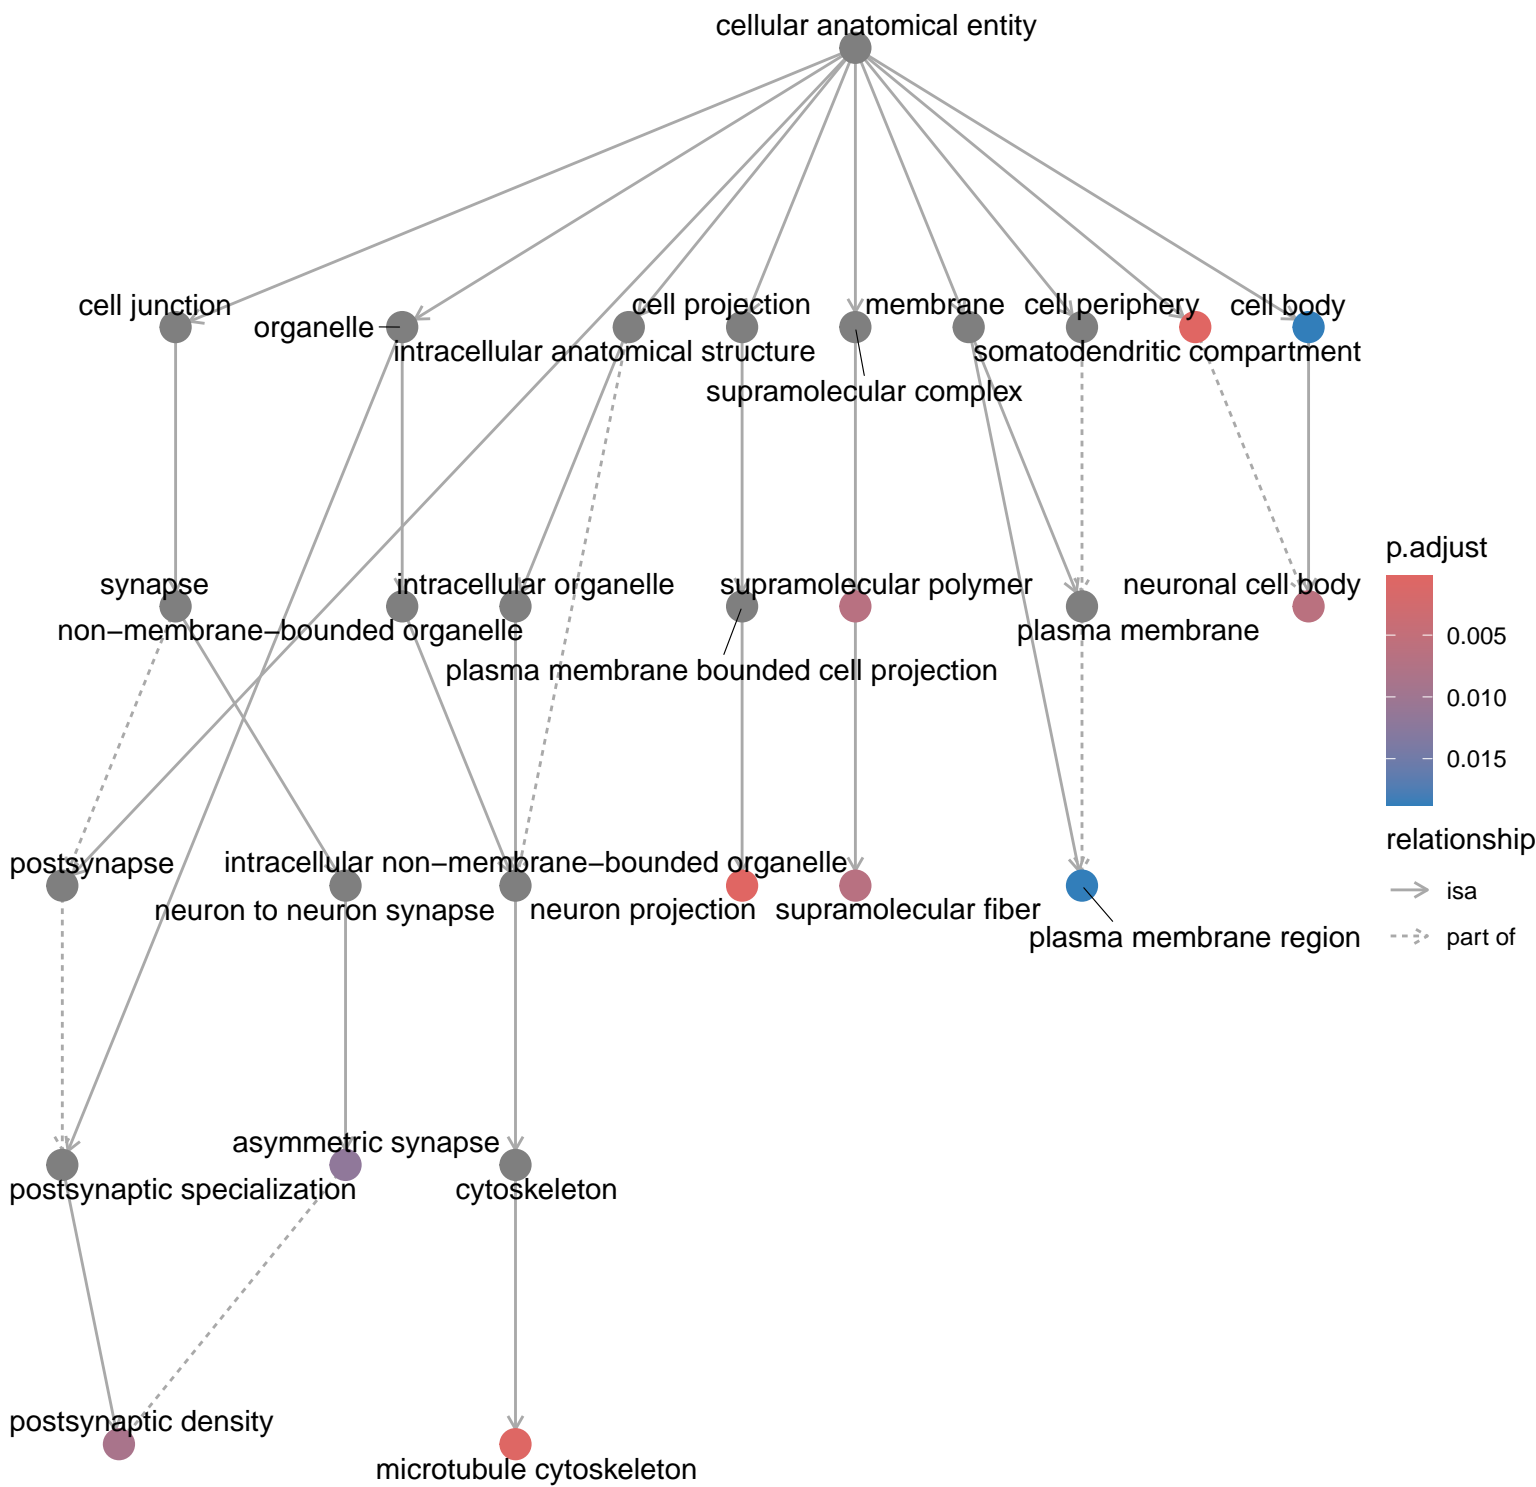 cellular anatomical entity
cell junction
organelle
cell projection
membrane
cell periphery
cell body
intracellular anatomical structure
somatodendritic compartment
supramolecular complex
synapse
intracellular organelle
supramolecular polymer
neuronal cell body
non−membrane−bounded organelle
plasma membrane
plasma membrane bounded cell projection
postsynapse
intracellular non−membrane−bounded organelle
neuron to neuron synapse
neuron projection
supramolecular fiber
plasma membrane region
asymmetric synapse
postsynaptic specialization
cytoskeleton
postsynaptic density
microtubule cytoskeleton
p.adjust
0.005
0.010
0.015
relationship
isa
part of